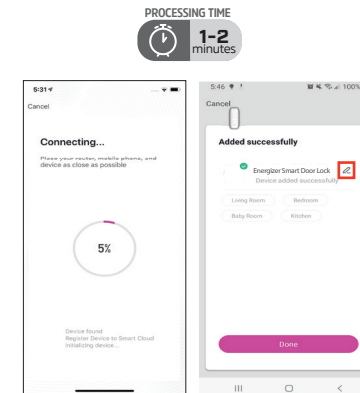 PROCESSING TIME
1-2
minutes
5:31
Cancel
Connecting...
Place your router, mobile phone, and
device as close as possible
5%
Device found
Register Device to Smart Cloud
Initializing device...
5:46
100%
Cancel
Added successfully
Energizer Smart Door Lock
Device added successfully
Living Room
Bedroom
Baby Room
Kitchen
Done